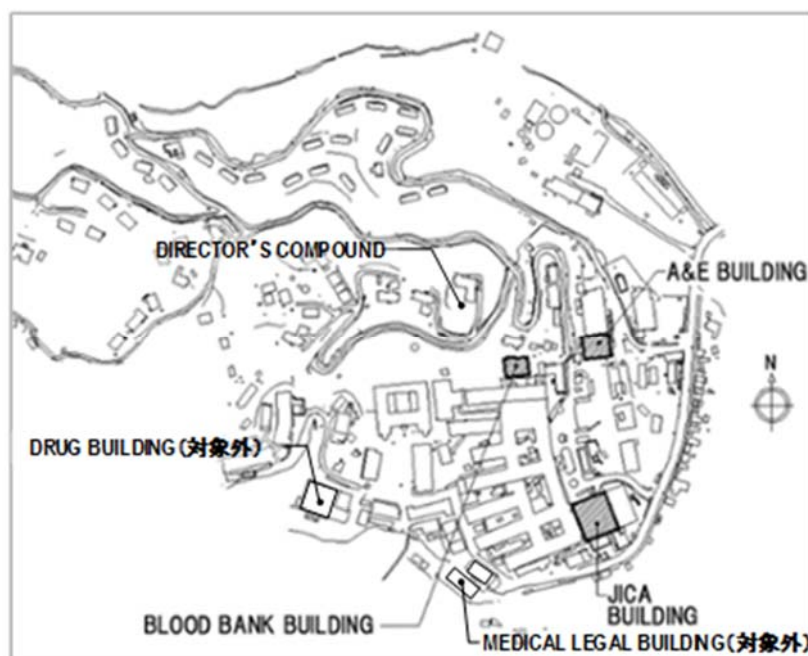 DIRECTOR'S COMPOUND
A&E BUILDING
N
DRUG BUILDING(対象外)
JICA
BUILDING
BLOOD BANK BUILDING
MEDICAL LEGAL BUILDING(対象外)